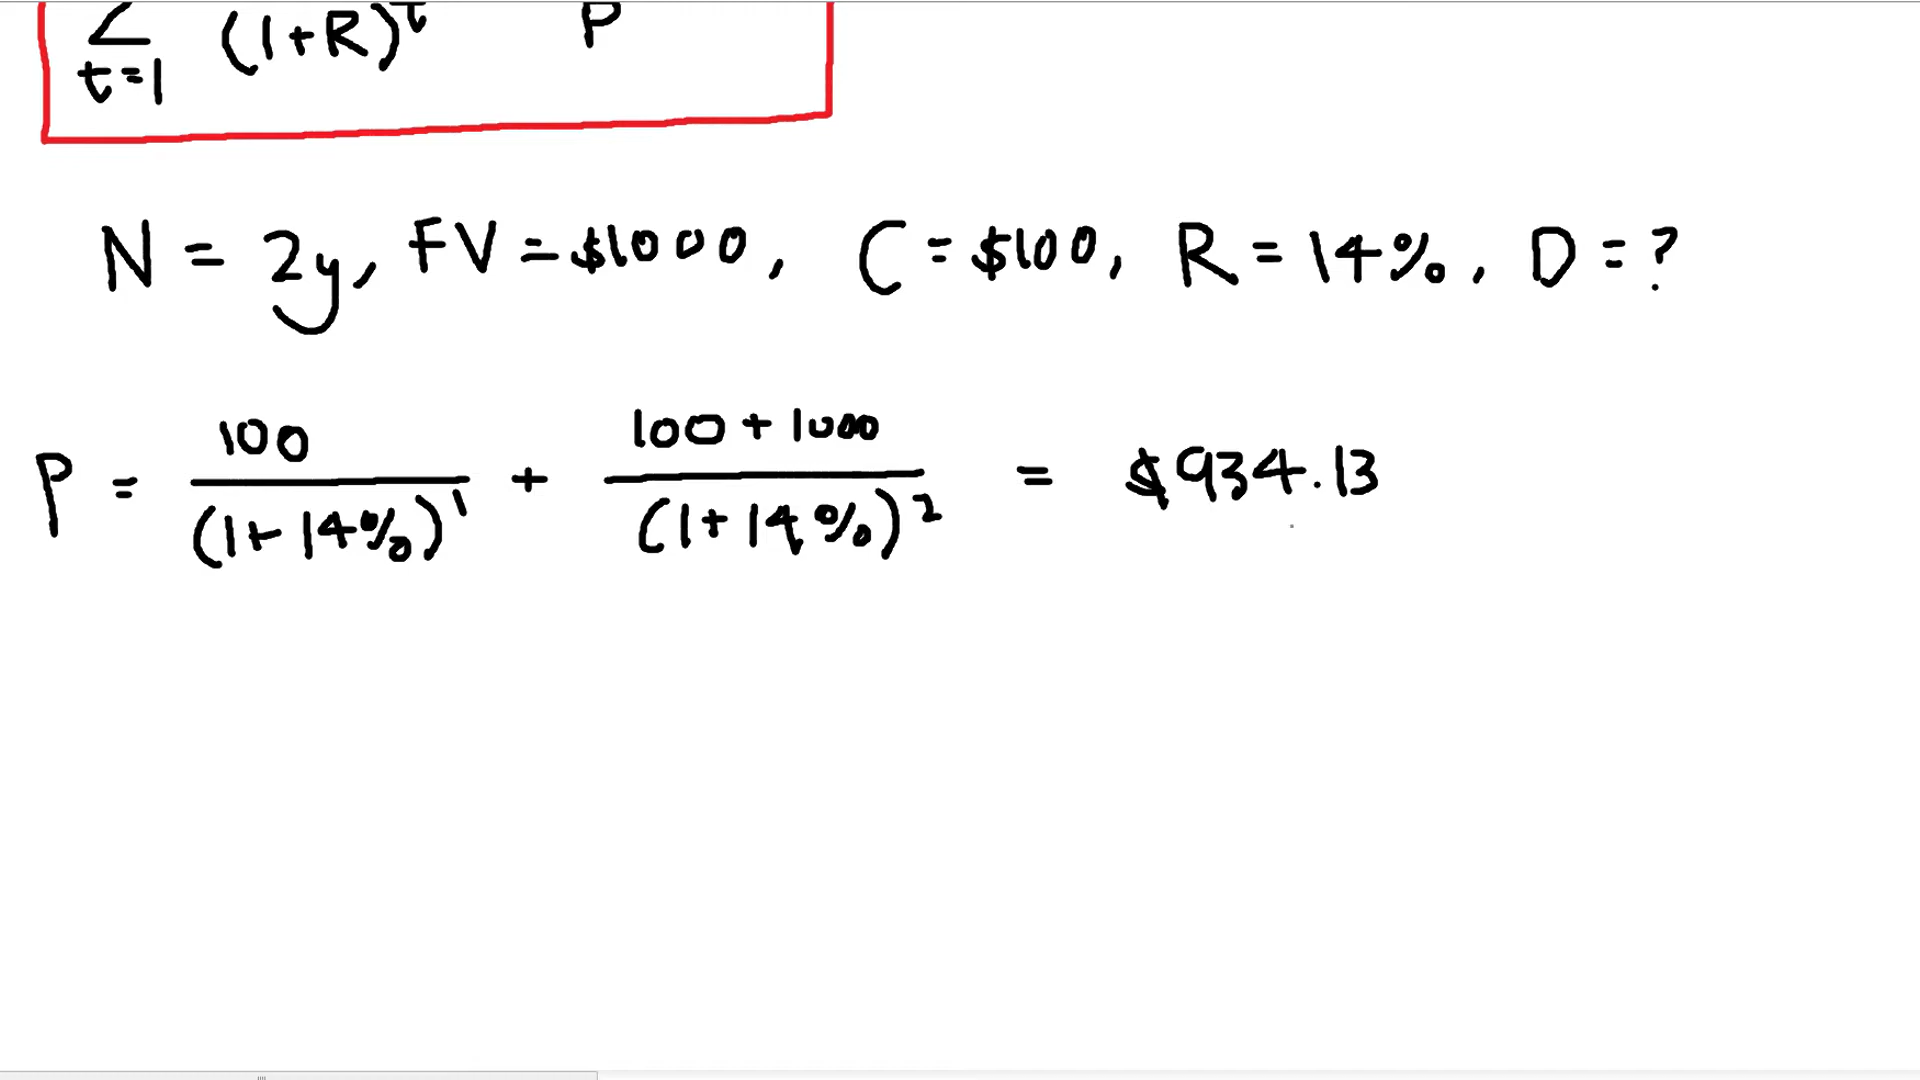 Σ (1+R)^t P
t=1
N = 2y, FV = $1000, C = $100, R = 14%, D = ?
100 100 + 1000
P = + = $934.13
(1+14%)^1 (1+14%)^2